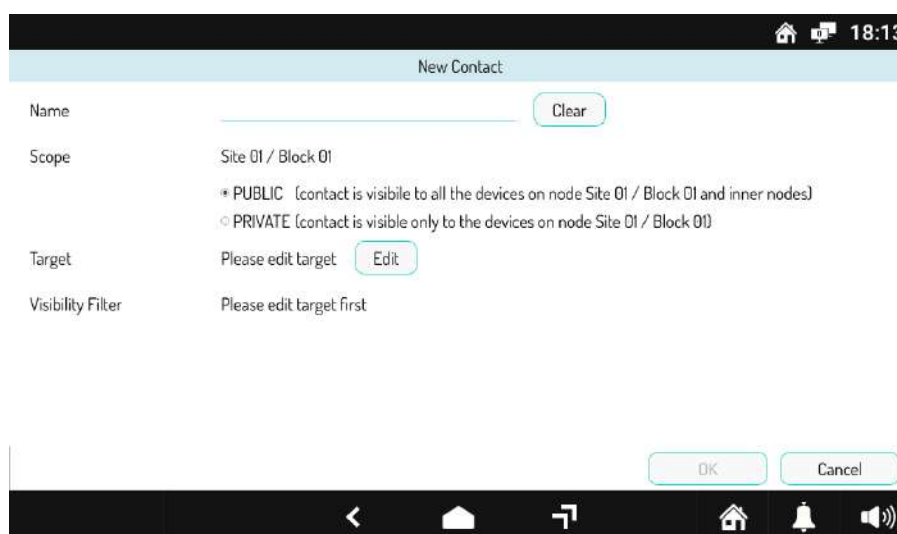 18:13
New Contact
Name Clear
Scope Site 01 / Block 01
PUBLIC (contact is visibile to all the devices on node Site 01 / Block 01 and inner nodes)
PRIVATE (contact is visible only to the devices on node Site 01 / Block 01)
Target Please edit target Edit
Visibility Filter Please edit target first
OK Cancel